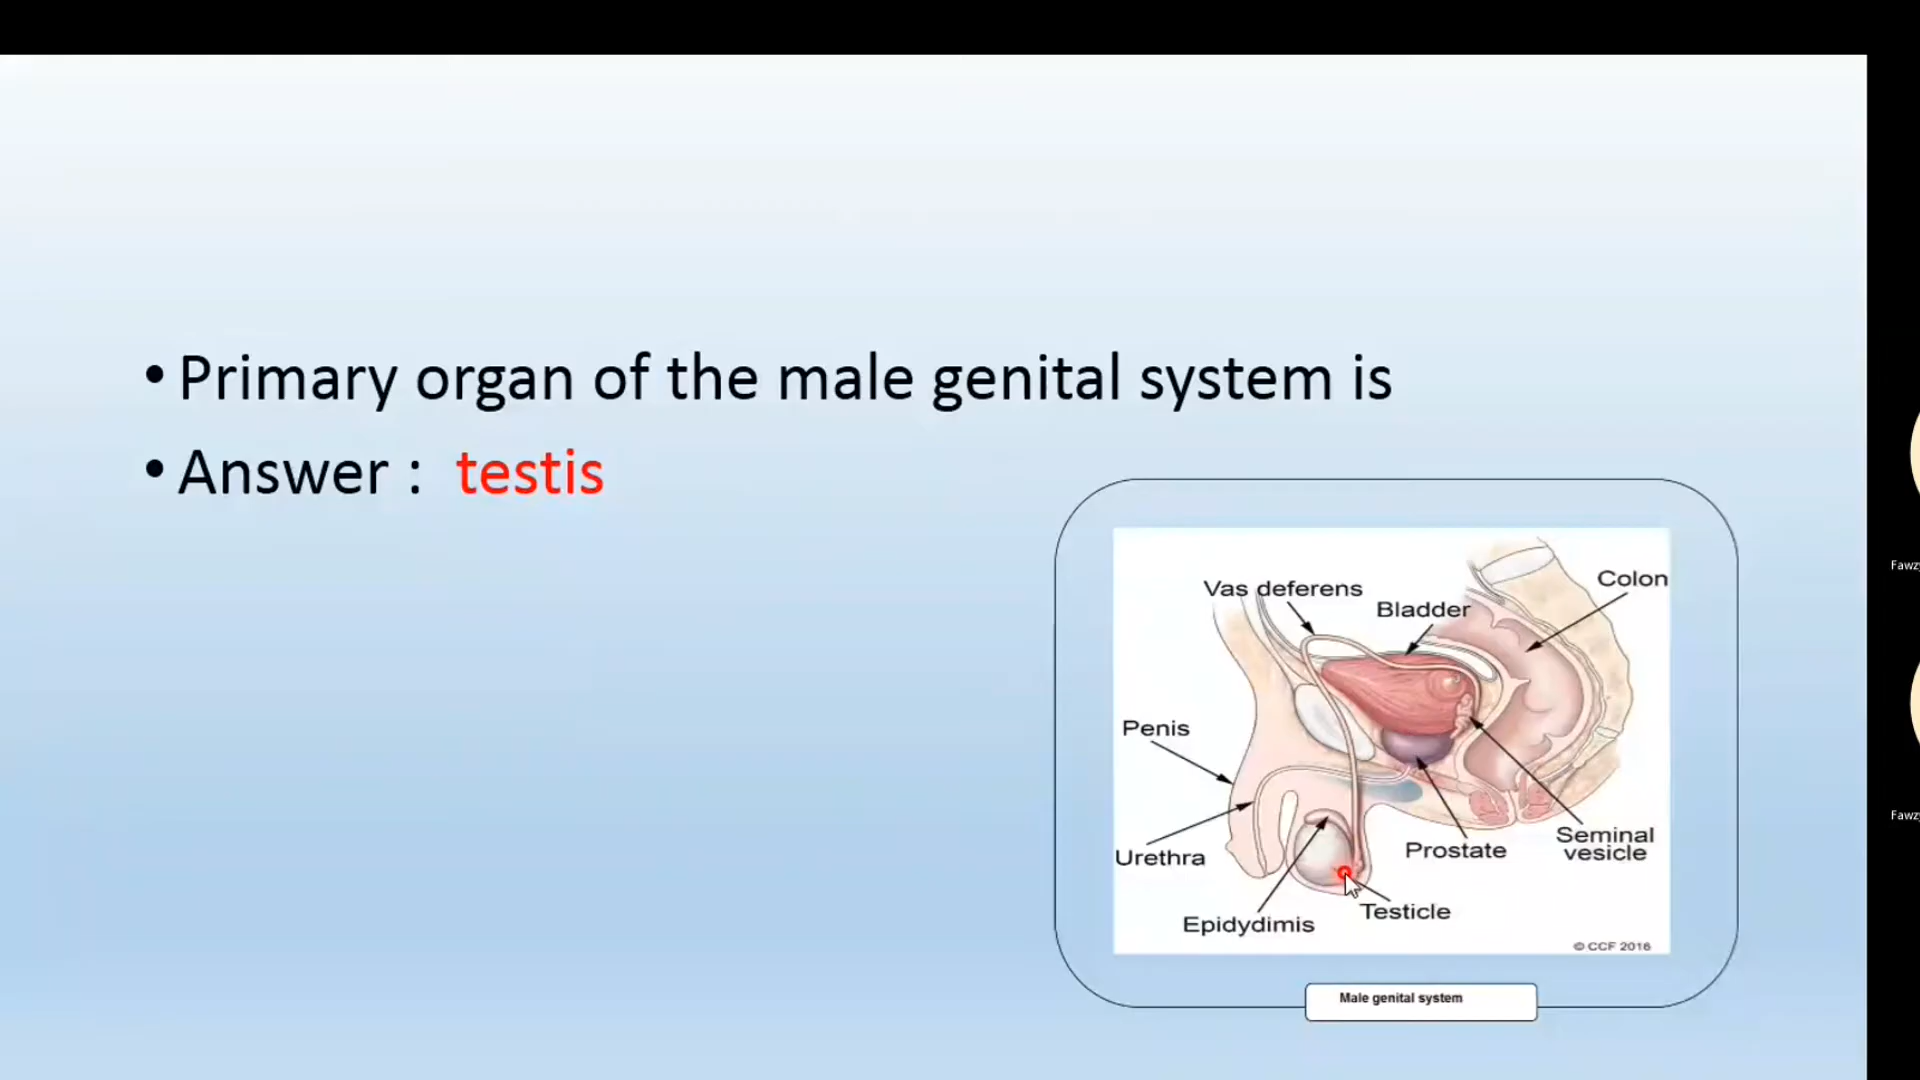 • Primary organ of the male genital system is
• Answer : testis
Vas deferens
Bladder
Colon
Penis
Urethra
Epidydimis
Testicle
Prostate
Seminal
vesicle
© CCF 2016
Male genital system